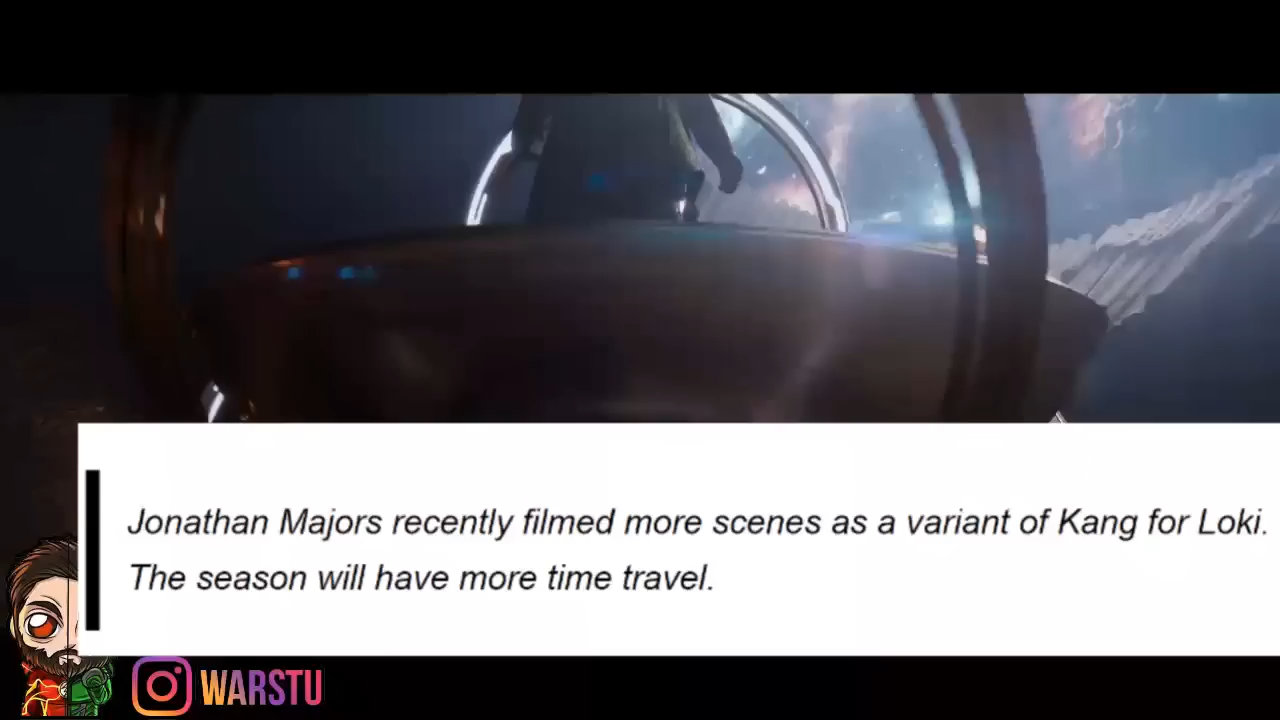 Jonathan Majors recently filmed more scenes as a variant of Kang for Loki.
The season will have more time travel.
WARSTU